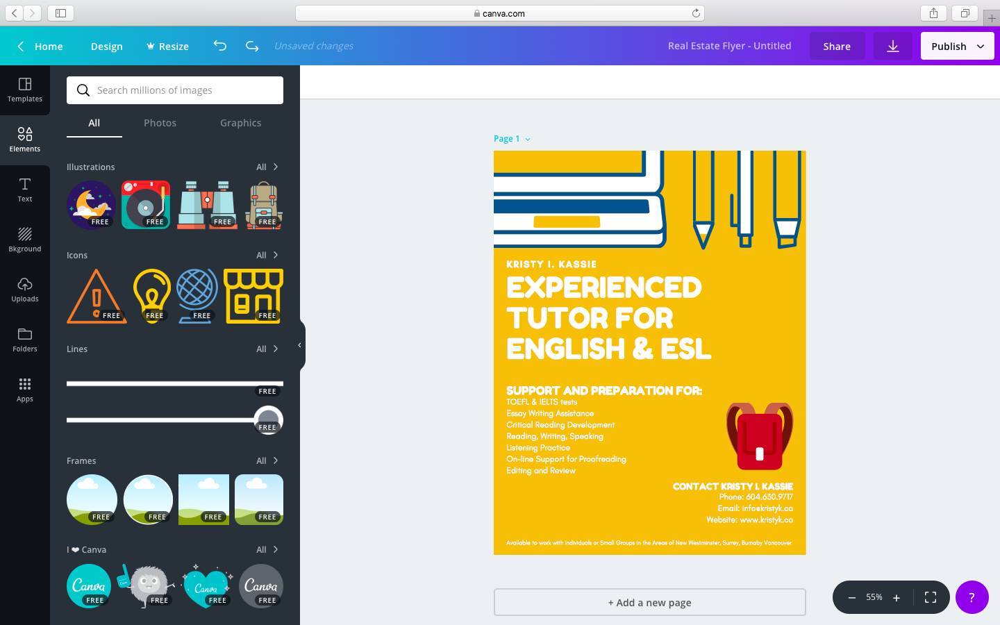 canva.com
Home
Design
Resize
Unsaved changes
Real Estate Flyer - Untitled
Share
Publish
Templates
Elements
Text
Bkground
Uploads
Folders
Apps
Search millions of images
All
Photos
Graphics
Illustrations
All
FREE
FREE
FREE
FREE
Icons
All
FREE
FREE
FREE
FREE
Lines
All
FREE
FREE
Frames
All
FREE
FREE
FREE
FREE
I ❤ Canva
All
Canva
FREE
FREE
Canva
FREE
Canva
FREE
Page 1
KRISTY I. KASSIE
EXPERIENCED
TUTOR FOR
ENGLISH & ESL
SUPPORT AND PREPARATION FOR:
TOEFL & IELTS tests
Essay Writing Assistance
Critical Reading Development
Reading, Writing, Speaking
Listening Practice
On-line Support for Proofreading
Editing and Review
CONTACT KRISTY I. KASSIE
Phone: 604.630.9717
Email: info@kristyk.ca
Website: www.kristyk.ca
Available to work with Individuals or Small Groups in the Areas of New Westminster, Surrey, Burnaby Vancouver
+ Add a new page
− 55% +
?